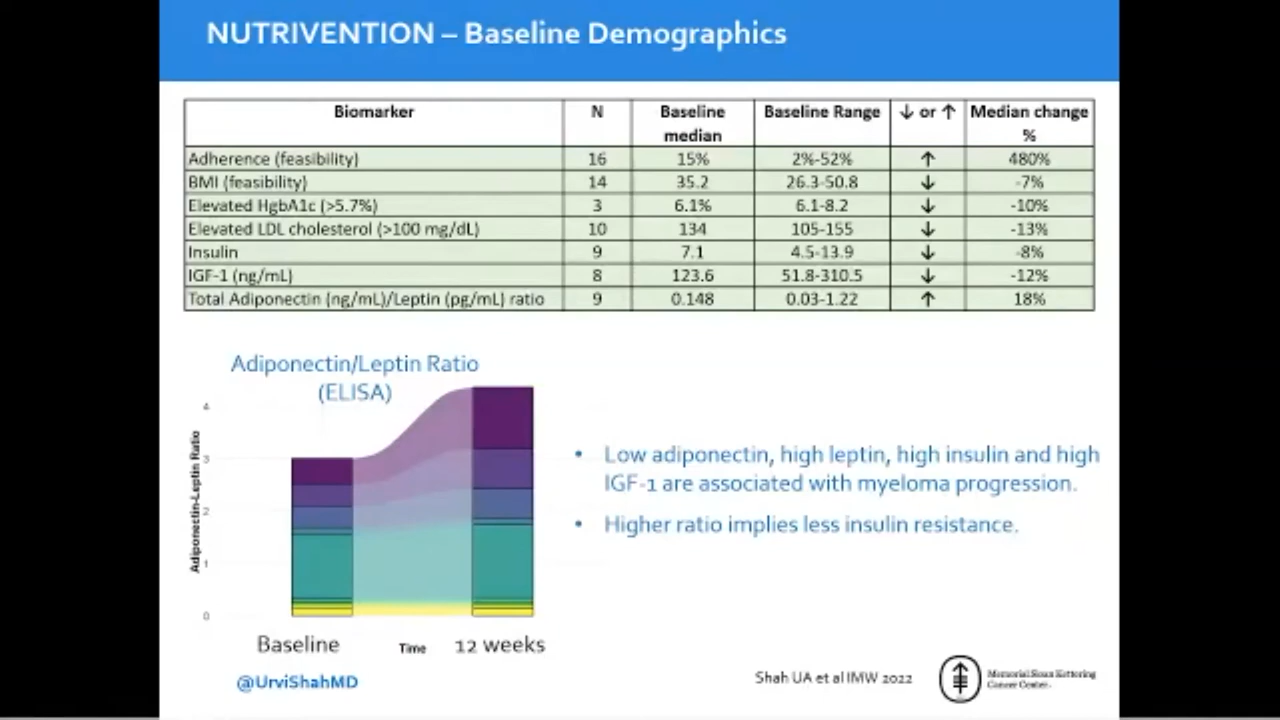 NUTRIVENTION – Baseline Demographics
Biomarker N Baseline median Baseline Range ↓ or ↑ Median change %
Adherence (feasibility) 16 15% 2%-52% ↑ 480%
BMI (feasibility) 14 35.2 26.3-50.8 ↓ -7%
Elevated HgbA1c (>5.7%) 3 6.1% 6.1-8.2 ↓ -10%
Elevated LDL cholesterol (>100 mg/dL) 10 134 105-155 ↓ -13%
Insulin 9 7.1 4.5-13.9 ↓ -8%
IGF-1 (ng/mL) 8 123.6 51.8-310.5 ↓ -12%
Total Adiponectin (ng/mL)/Leptin (pg/mL) ratio 9 0.148 0.03-1.22 ↑ 18%
Adiponectin/Leptin Ratio
(ELISA)
Adiponectin-Leptin Ratio
4
3
2
1
0
Baseline Time 12 weeks
• Low adiponectin, high leptin, high insulin and high
IGF-1 are associated with myeloma progression.
• Higher ratio implies less insulin resistance.
@UrviShahMD
Shah UA et al IMW 2022
Memorial Sloan Kettering
Cancer Center